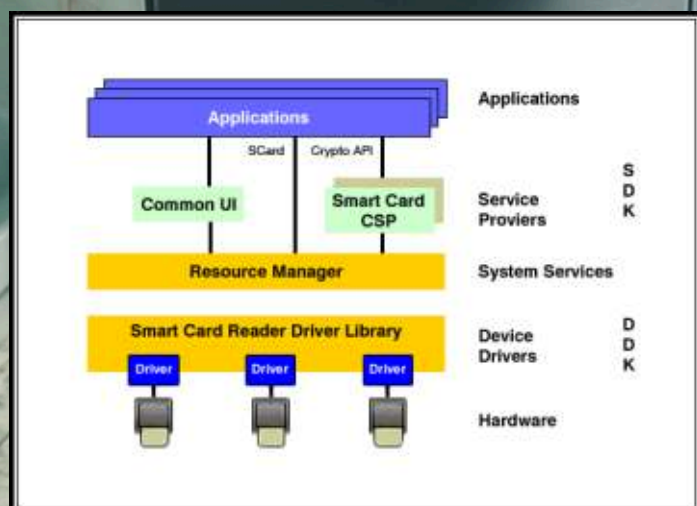 Applications
Applications
SCard
Crypto API
Common UI
Smart Card
CSP
Service
Proviers
S
D
K
Resource Manager
System Services
Smart Card Reader Driver Library
Device
Drivers
D
D
K
Driver
Driver
Driver
Hardware